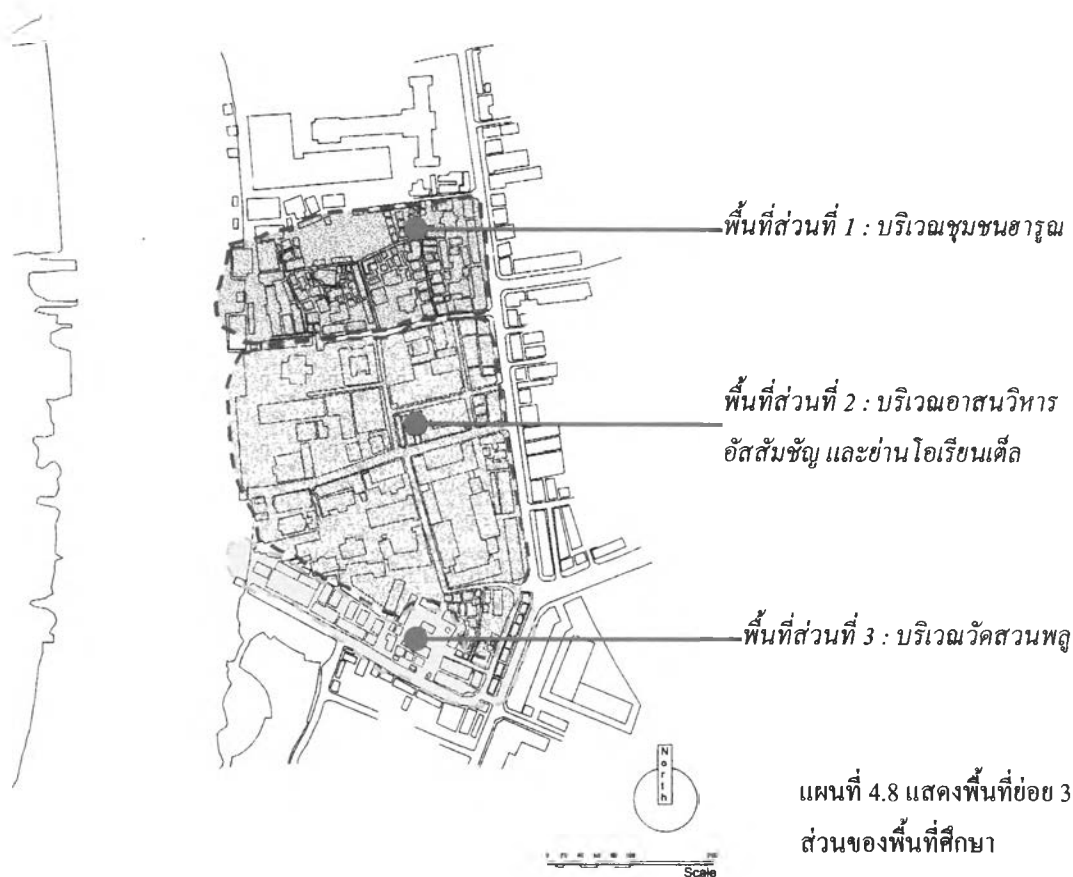 พื้นที่ส่วนที่ 1 : บริเวณชุมชนฮารูณ
พื้นที่ส่วนที่ 2 : บริเวณอาสนวิหาร
อัสสัมชัญ และย่านโอเรียนเต็ล
พื้นที่ส่วนที่ 3 : บริเวณวัดสวนพลู
North
แผนที่ 4.8 แสดงพื้นที่ย่อย 3
ส่วนของพื้นที่ศึกษา
Scale